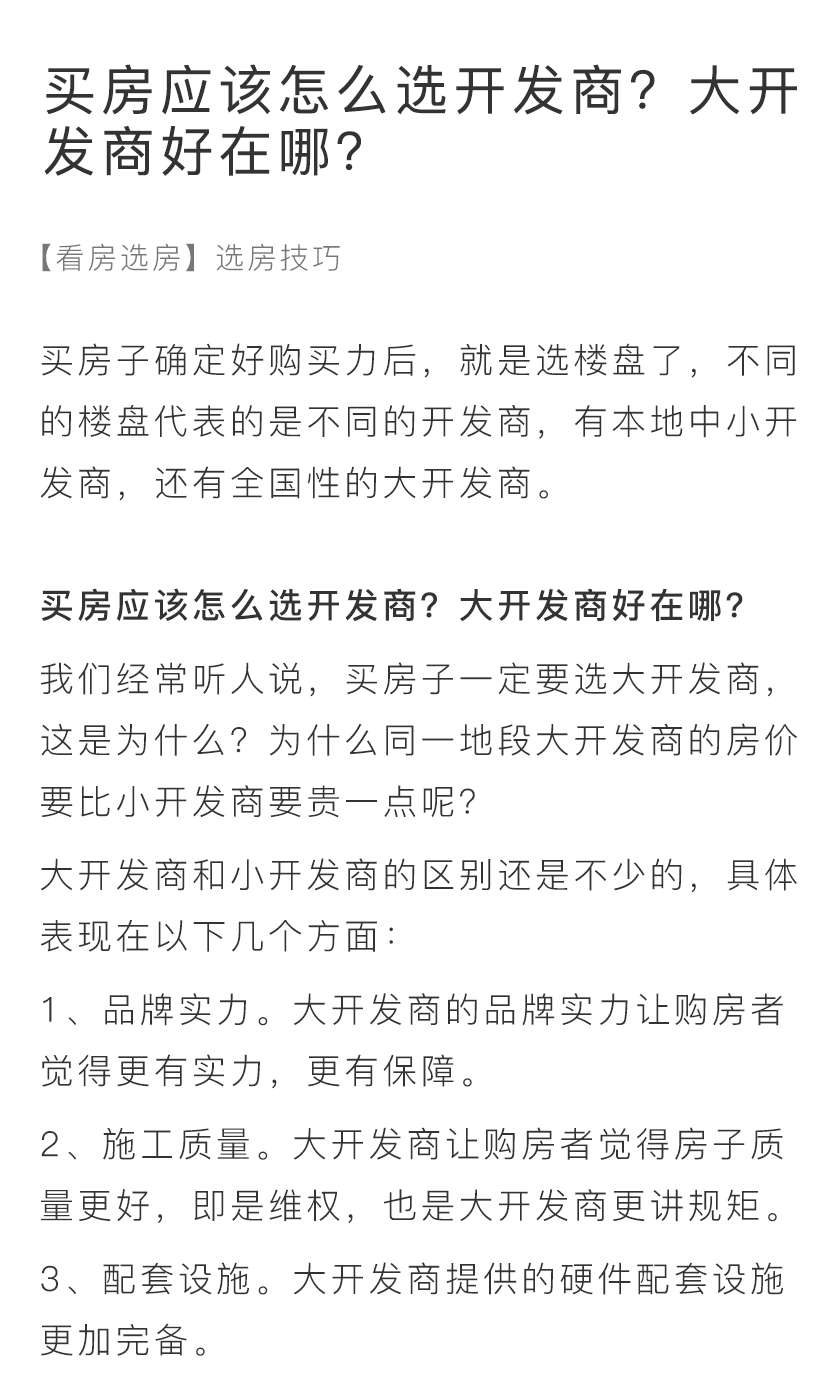 买房应该怎么选开发商？大开
发商好在哪？
【看房选房】选房技巧
买房子确定好购买力后，就是选楼盘了，不同
的楼盘代表的是不同的开发商，有本地中小开
发商，还有全国性的大开发商。
买房应该怎么选开发商？大开发商好在哪？
我们经常听人说，买房子一定要选大开发商，
这是为什么？为什么同一地段大开发商的房价
要比小开发商要贵一点呢？
大开发商和小开发商的区别还是不少的，具体
表现在以下几个方面：
1、品牌实力。大开发商的品牌实力让购房者
觉得更有实力，更有保障。
2、施工质量。大开发商让购房者觉得房子质
量更好，即是维权，也是大开发商更讲规矩。
3、配套设施。大开发商提供的硬件配套设施
更加完备。